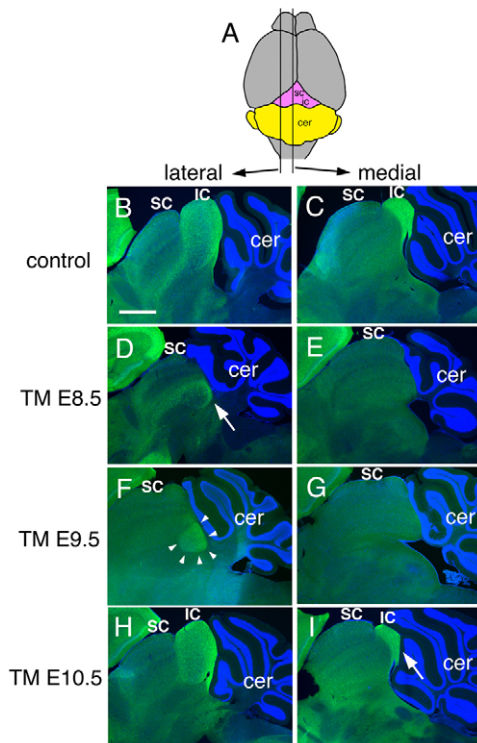 A
sc
ic
cer
lateral
medial
control
B
sc
ic
cer
C
ic
cer
TM E8.5
D
sc
cer
E
sc
cer
TM E9.5
F
sc
cer
G
sc
cer
TM E10.5
H
sc
ic
cer
I
sc
ic
cer